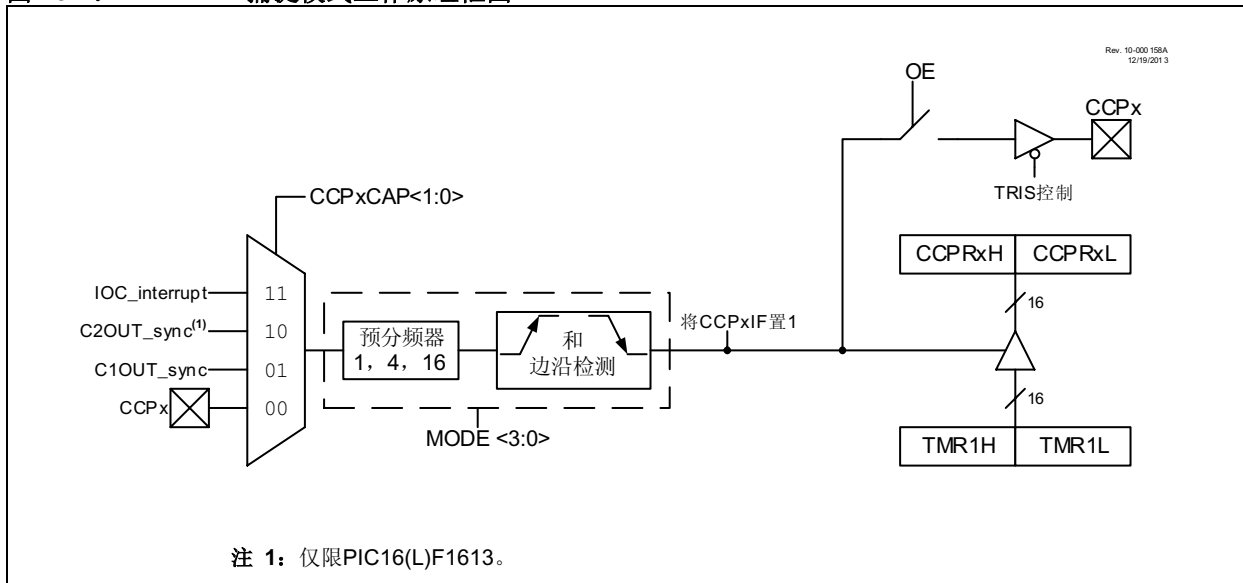 Rev. 10-000 158A
12/19/201 3
OE
CCPx
TRIS控制
CCPxCAP<1:0>
CCPRxH CCPRxL
16
IOC_interrupt 11
C2OUT_sync(1) 10
C1OUT_sync 01
CCPx 00
预分频器
1，4，16
和
边沿检测
将CCPxIF置1
MODE <3:0>
16
TMR1H TMR1L
注 1：仅限PIC16(L)F1613。